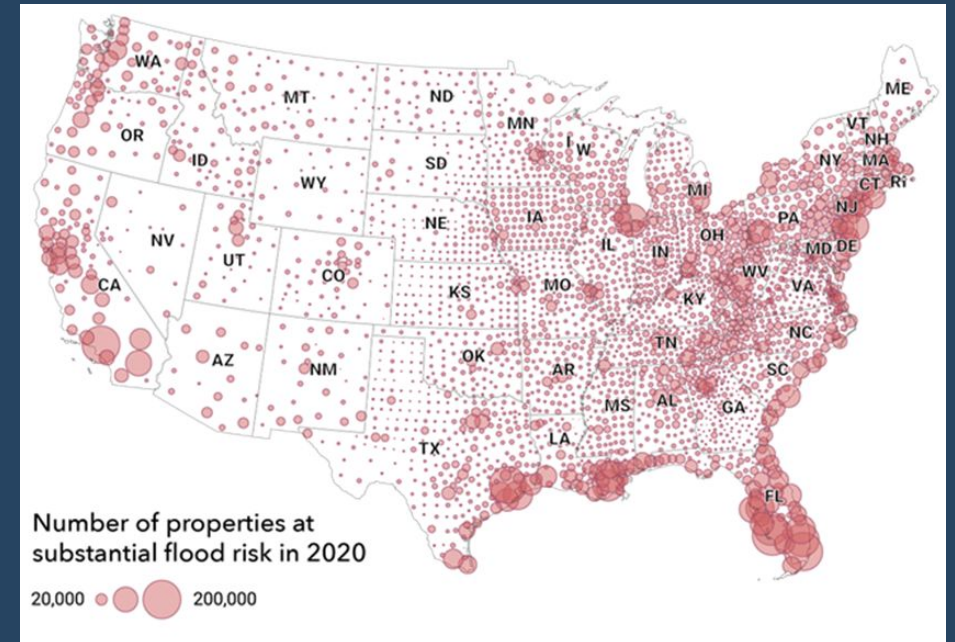 WA
ME
MT
ND
VT
MN
OR
NH
I W
ID
SD
NY
MA
WY
CT Ri
MI
NJ
IA
PA
NE
OH
NV
IL
IN
MD DE
UT
WV
CO
CA
MO
VA
KS
KY
NC
TN
OK
AZ
NM
AR
SC
MS
AL
GA
LA
TX
FL
Number of properties at
substantial flood risk in 2020
20,000
200,000